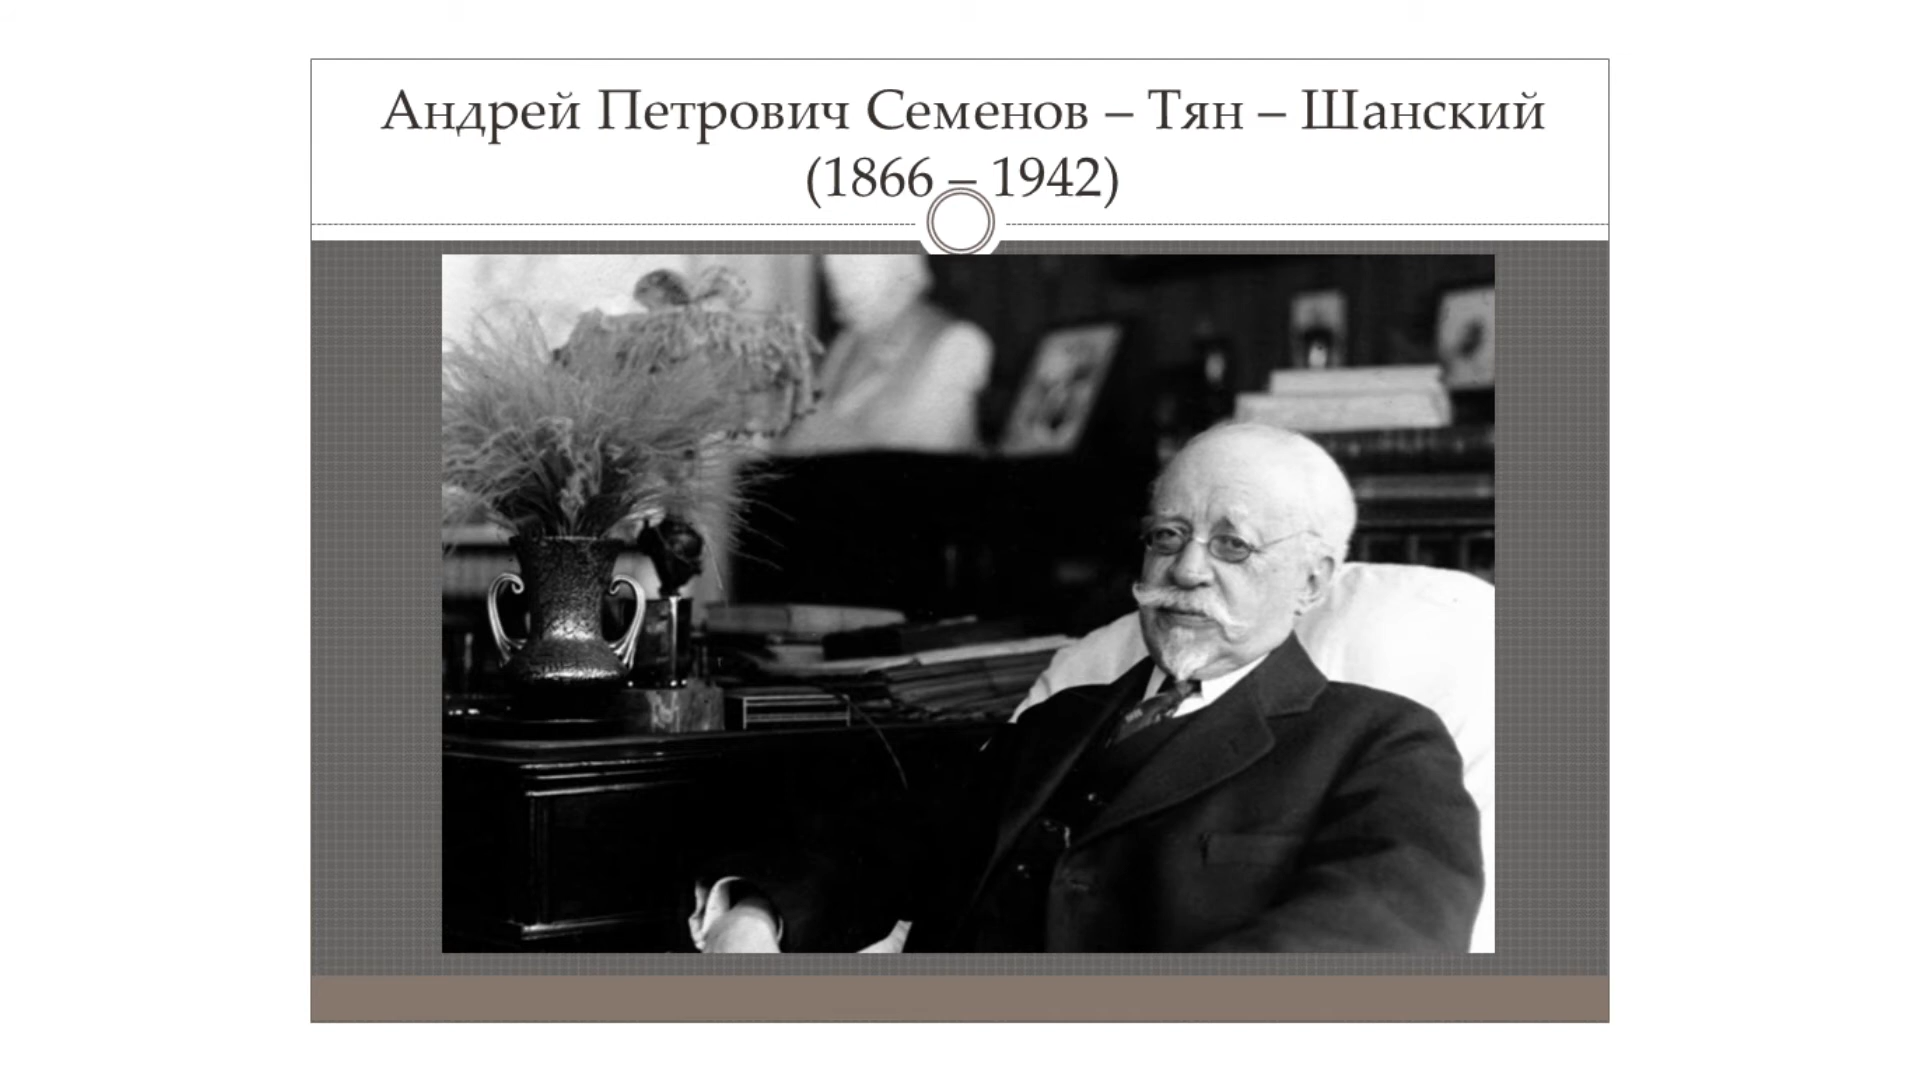 Андрей Петрович Семенов – Тян – Шанский
(1866 – 1942)